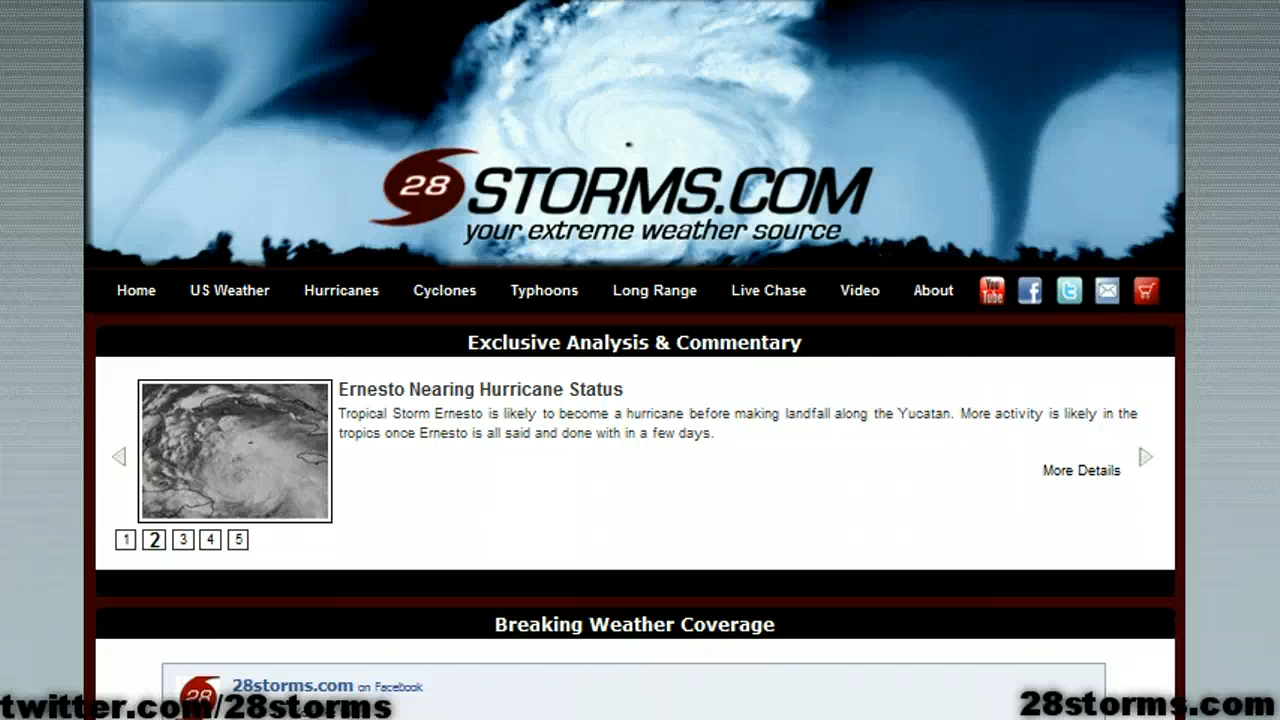 28 STORMS.COM
your extreme weather source
Home US Weather Hurricanes Cyclones Typhoons Long Range Live Chase Video About You Tube
Exclusive Analysis & Commentary
Ernesto Nearing Hurricane Status
Tropical Storm Ernesto is likely to become a hurricane before making landfall along the Yucatan. More activity is likely in the
tropics once Ernesto is all said and done with in a few days.
More Details
1 2 3 4 5
Breaking Weather Coverage
28 28storms.com on Facebook
twitter.com/28storms 28storms.com